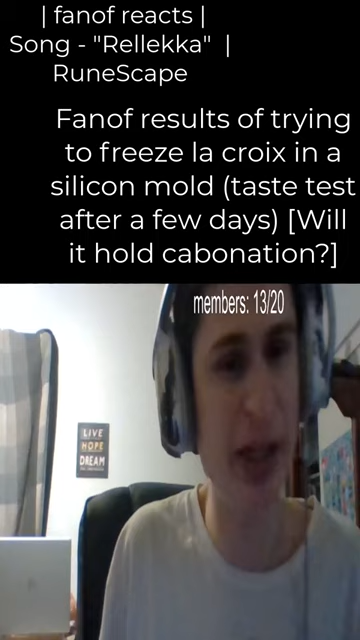 | fanof reacts |
Song - "Rellekka" |
RuneScape
Fanof results of trying
to freeze la croix in a
silicon mold (taste test
after a few days) [Will
it hold cabonation?]
members: 13/20
LIVE
HOPE
DREAM